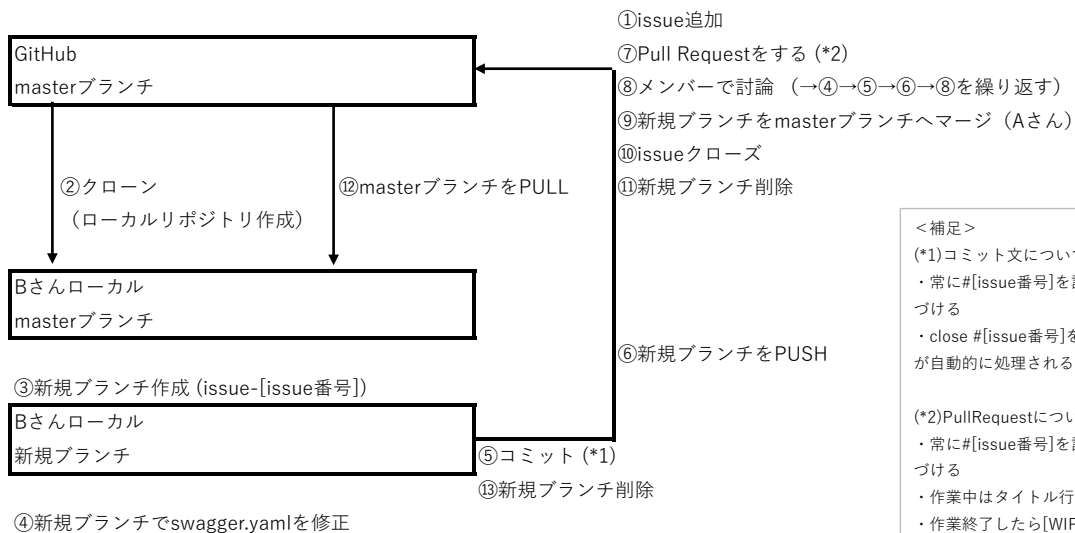 ①issue追加
⑦Pull Requestをする (*2)
⑧メンバーで討論 （→④→⑤→⑥→⑧を繰り返す）
⑨新規ブランチをmasterブランチへマージ（Aさん）
⑩issueクローズ
⑪新規ブランチ削除
GitHub
masterブランチ
②クローン
（ローカルリポジトリ作成）
⑫masterブランチをPULL
Bさんローカル
masterブランチ
⑥新規ブランチをPUSH
③新規ブランチ作成 (issue-[issue番号])
Bさんローカル
新規ブランチ
⑤コミット (*1)
⑬新規ブランチ削除
④新規ブランチでswagger.yamlを修正
＜補足＞
(*1)コミット文につい
・常に#[issue番号]を
づける
・close #[issue番号]を
が自動的に処理される
(*2)PullRequestについ
・常に#[issue番号]を
づける
・作業中はタイトル行
・作業終了したら[WIP